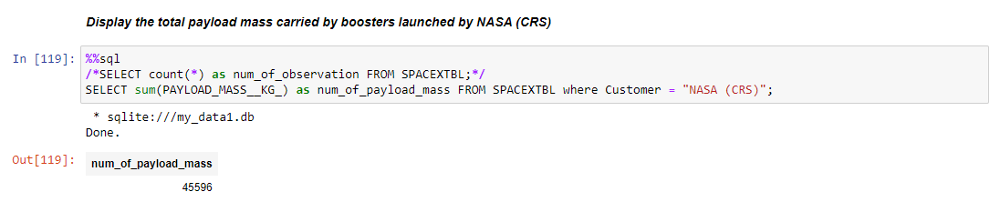 Display the total payload mass carried by boosters launched by NASA (CRS)
In [119]: %%sql
/*SELECT count(*) as num_of_observation FROM SPACEXTBL;*/
SELECT sum(PAYLOAD_MASS__KG_) as num_of_payload_mass FROM SPACEXTBL where Customer = "NASA (CRS)";
* sqlite:///my_data1.db
Done.
Out[119]: num_of_payload_mass
45596